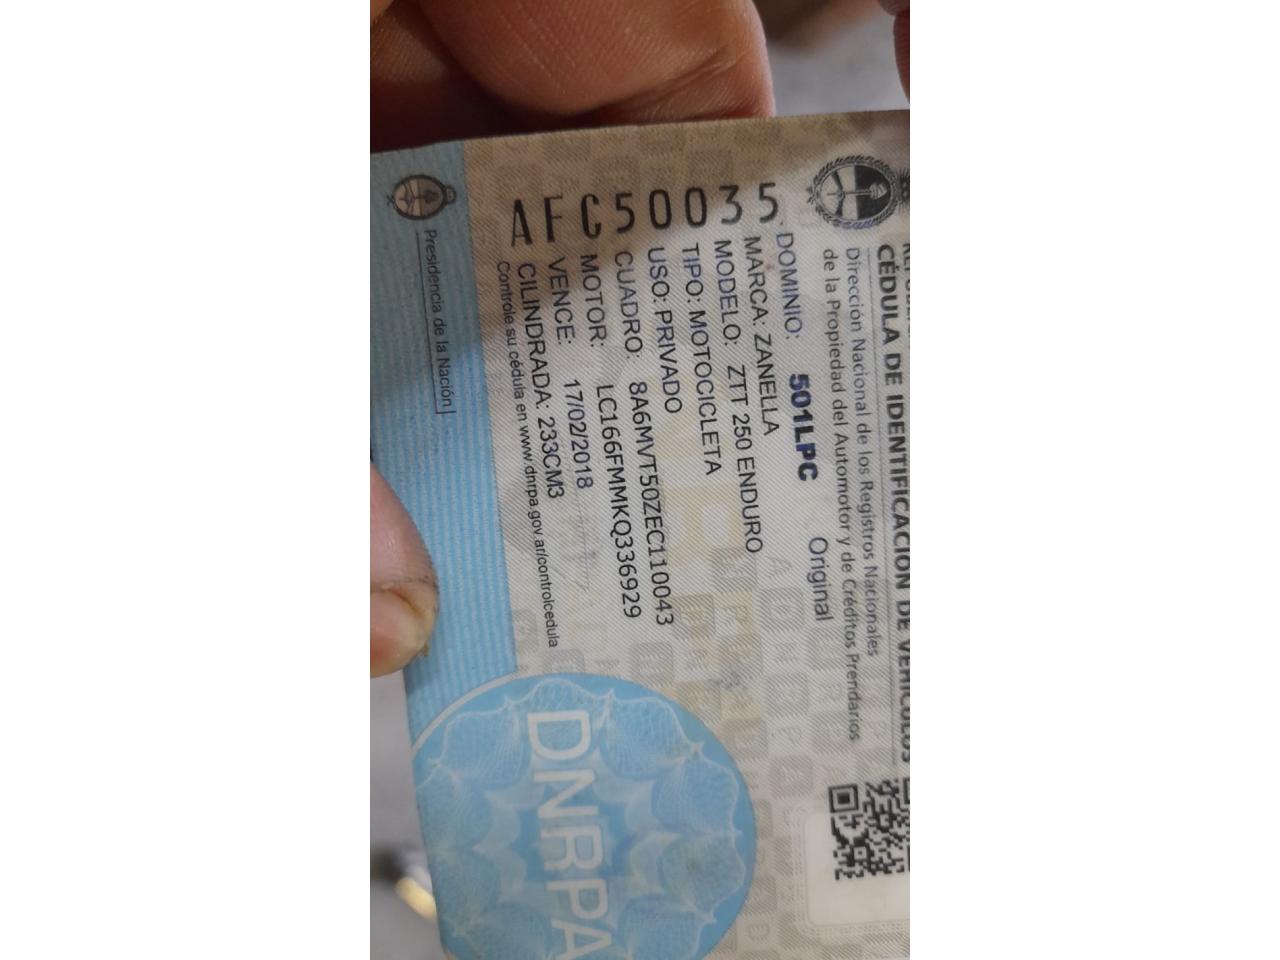 CÉDULA DE IDENTIFICACIÓN DE VEHÍCULOS
Dirección Nacional de los Registros Nacionales
de la Propiedad del Automotor y de Créditos Prendarios
DOMINIO: 501LPC Original
MARCA: ZANELLA
MODELO: ZTT 250 ENDURO
TIPO: MOTOCICLETA
USO: PRIVADO
CUADRO: 8A6MVT50ZEC110043
MOTOR: LC166FMMKQ336929
VENCE: 17/02/2018
CILINDRADA: 233CM3
Controle su cédula en www.dnrpa.gov.ar/controlcedula
AFC50035
Presidencia de la Nación
DNRPA